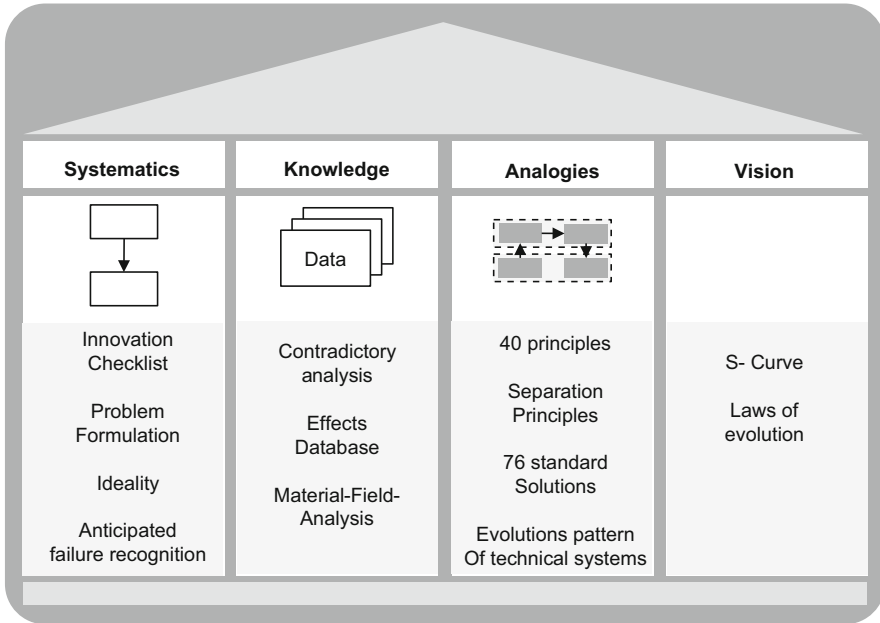 Systematics
Knowledge
Analogies
Vision
Data
Innovation
Checklist
Problem
Formulation
Ideality
Anticipated
failure recognition
Contradictory
analysis
Effects
Database
Material-Field-
Analysis
40 principles
Separation
Principles
76 standard
Solutions
Evolutions pattern
Of technical systems
S- Curve
Laws of
evolution